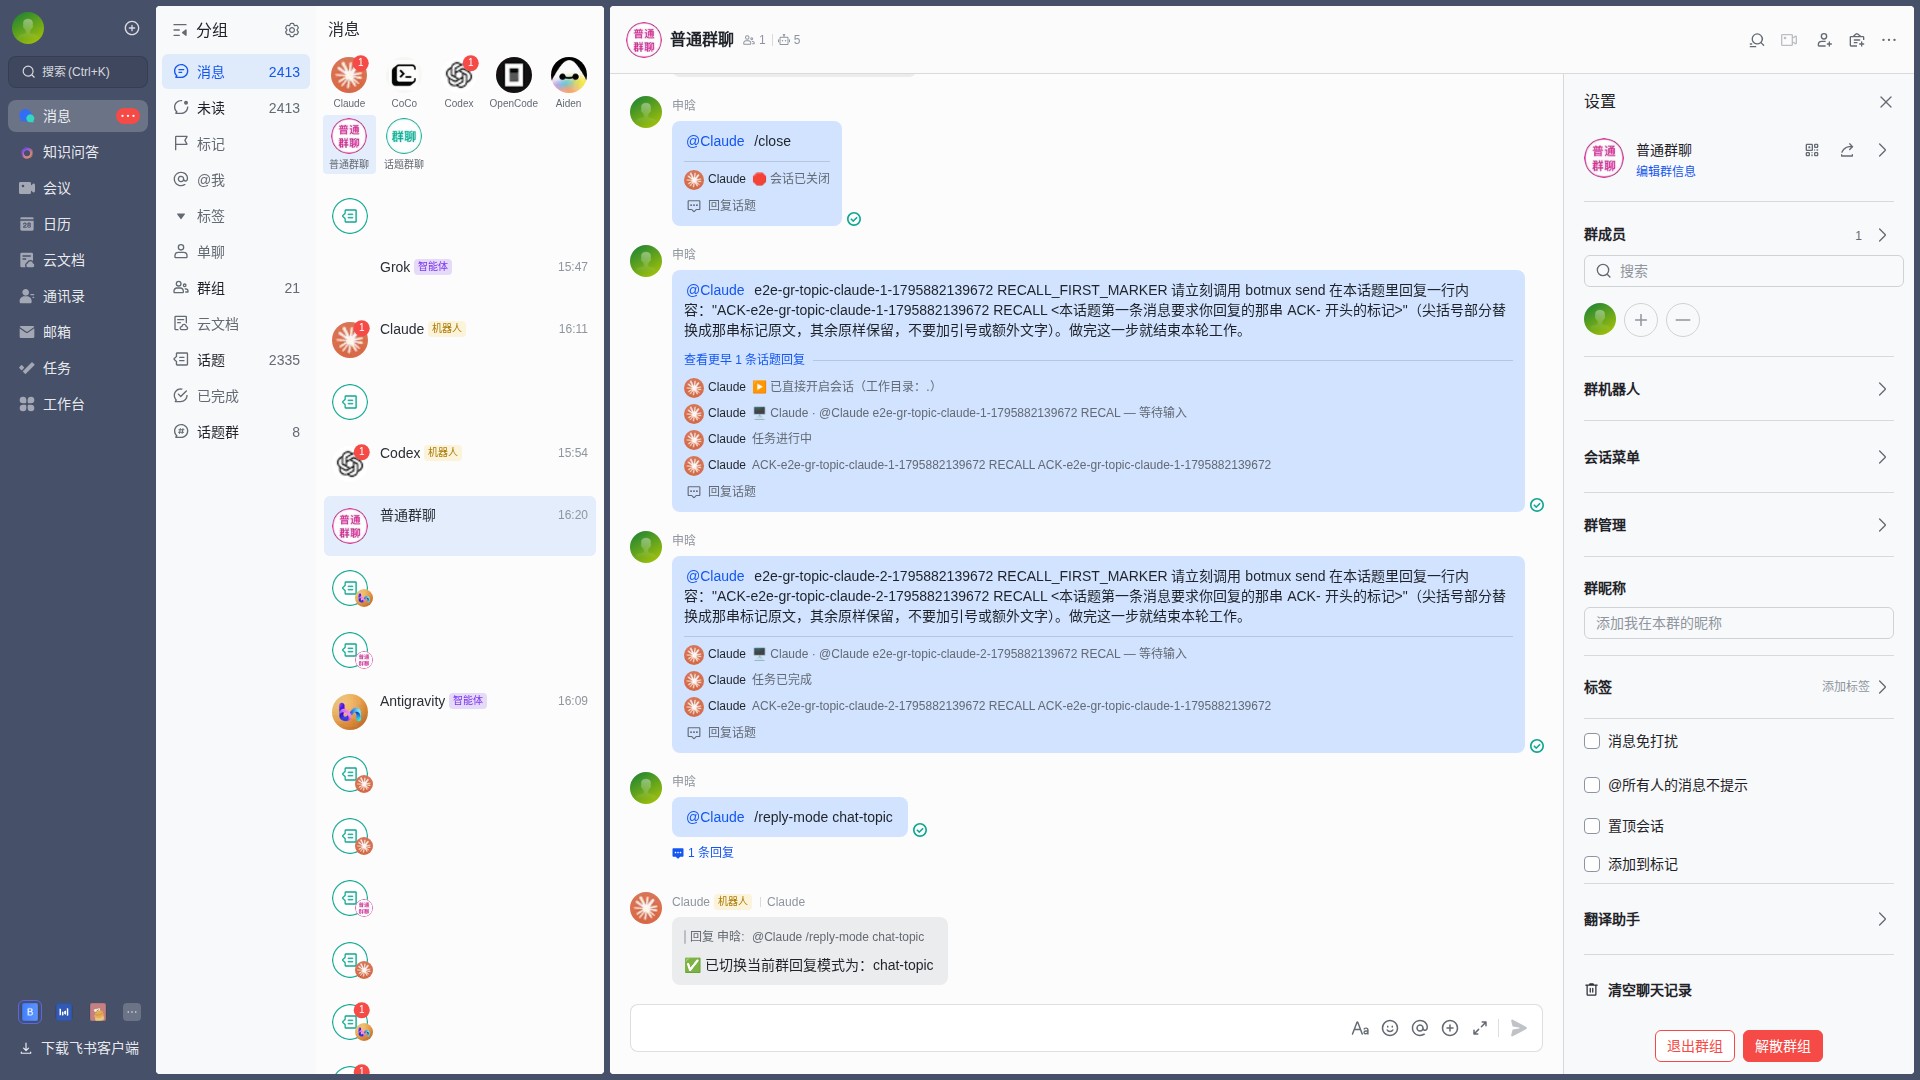 搜索 (Ctrl+K)
消息
知识问答
会议
日历
云文档
通讯录
邮箱
任务
工作台
下载飞书客户端
分组
消息 2413
未读 2413
标记
@我
标签
单聊
群组 21
云文档
话题 2335
已完成
话题群 8
消息
1
1
Claude
CoCo
Codex
OpenCode
Aiden
普通
群聊
群聊
普通群聊
话题群聊
Grok 智能体 15:47
1
Claude 机器人 16:11
1
Codex 机器人 15:54
普通
群聊
普通群聊 16:20
Antigravity 智能体 16:09
1
1
普通
群聊
普通群聊
1
5
申晗
@Claude /close
Claude 会话已关闭
回复话题
申晗
@Claude e2e-gr-topic-claude-1-1795882139672 RECALL_FIRST_MARKER 请立刻调用 botmux send 在本话题里回复一行内
容："ACK-e2e-gr-topic-claude-1-1795882139672 RECALL <本话题第一条消息要求你回复的那串 ACK- 开头的标记>"（尖括号部分替
换成那串标记原文，其余原样保留，不要加引号或额外文字）。做完这一步就结束本轮工作。
查看更早 1 条话题回复
Claude ▶️ 已直接开启会话（工作目录：.）
Claude 🖥️ Claude · @Claude e2e-gr-topic-claude-1-1795882139672 RECAL — 等待输入
Claude 任务进行中
Claude ACK-e2e-gr-topic-claude-1-1795882139672 RECALL ACK-e2e-gr-topic-claude-1-1795882139672
回复话题
申晗
@Claude e2e-gr-topic-claude-2-1795882139672 RECALL_FIRST_MARKER 请立刻调用 botmux send 在本话题里回复一行内
容："ACK-e2e-gr-topic-claude-2-1795882139672 RECALL <本话题第一条消息要求你回复的那串 ACK- 开头的标记>"（尖括号部分替
换成那串标记原文，其余原样保留，不要加引号或额外文字）。做完这一步就结束本轮工作。
Claude 🖥️ Claude · @Claude e2e-gr-topic-claude-2-1795882139672 RECAL — 等待输入
Claude 任务已完成
Claude ACK-e2e-gr-topic-claude-2-1795882139672 RECALL ACK-e2e-gr-topic-claude-1-1795882139672
回复话题
申晗
@Claude /reply-mode chat-topic
1 条回复
Claude 机器人 | Claude
回复 申晗：@Claude /reply-mode chat-topic
✅ 已切换当前群回复模式为：chat-topic
Aa
设置
普通
群聊
普通群聊
编辑群信息
群成员 1
搜索
群机器人
会话菜单
群管理
群昵称
添加我在本群的昵称
标签 添加标签
消息免打扰
@所有人的消息不提示
置顶会话
添加到标记
翻译助手
清空聊天记录
退出群组
解散群组